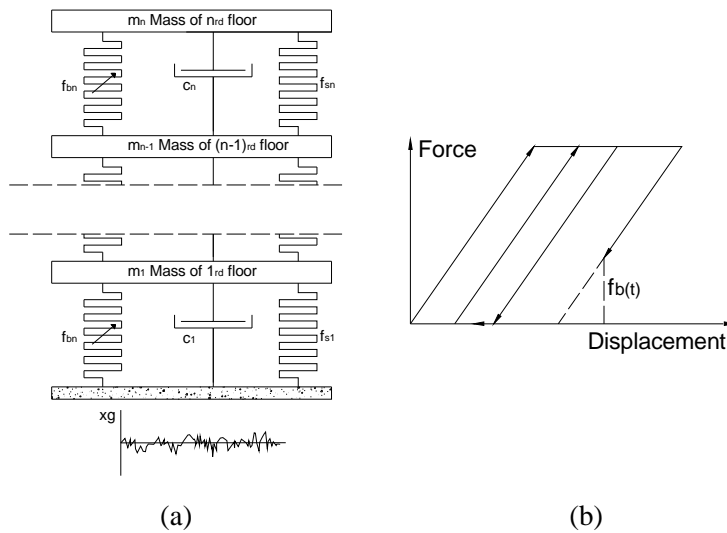 mn Mass of nrd floor
fbn
cn
fsn
mn-1 Mass of (n-1)rd floor
m1 Mass of 1rd floor
fbn
c1
fs1
xg
(a)
Force
fb(t)
Displacement
(b)